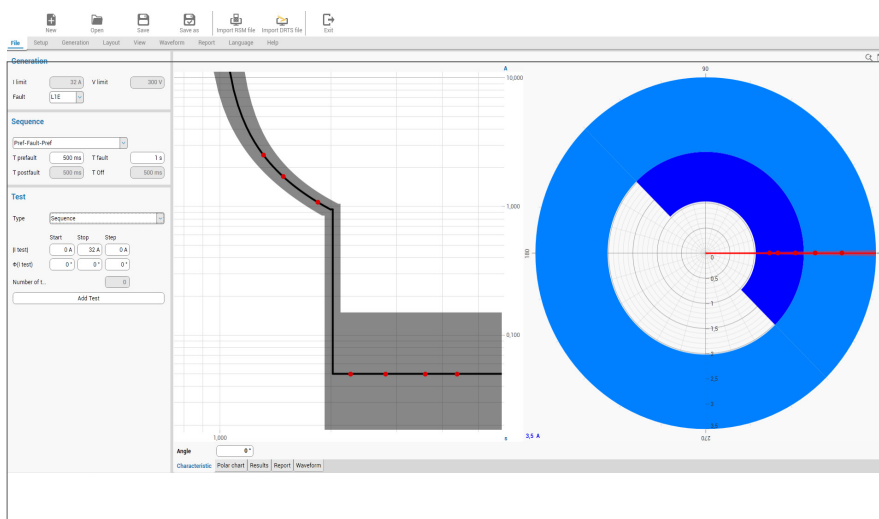 New Open Save Save as Import RSM file Import DRTS file Exit
File Setup Generation Layout View Waveform Report Language Help
Generation
I limit 32 A V limit 300 V
Fault L1E
Sequence
Pref-Fault-Pref
T prefault 500 ms T fault 1 s
T postfault 500 ms T Off 500 ms
Test
Type Sequence
Start Stop Step
|I test| 0 A 32 A 0 A
Φ(I test) 0 ° 0 ° 0 °
Number of t... 0
Add Test
A
10,000
1,000
0,100
1,000
x
90
180
0
0,5
1
1,5
2
2,5
3
3,5
270
3,5 A
Angle 0 °
Characteristic Polar chart Results Report Waveform